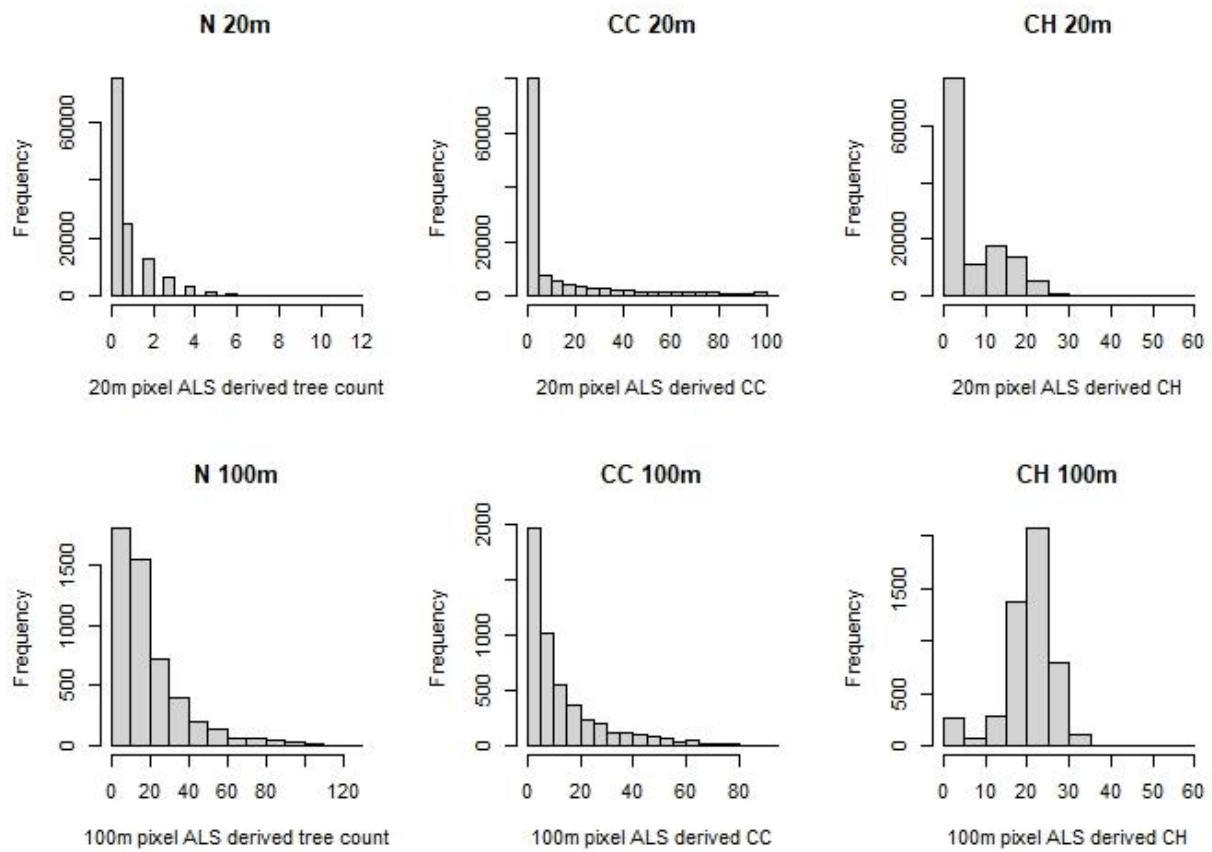 N 20m
CC 20m
CH 20m
Frequency
0 20000 60000
0 2 4 6 8 10 12
20m pixel ALS derived tree count
Frequency
0 20000 60000
0 20 40 60 80 100
20m pixel ALS derived CC
Frequency
0 20000 60000
0 10 20 30 40 50 60
20m pixel ALS derived CH
N 100m
CC 100m
CH 100m
Frequency
0 500 1000 1500
0 20 40 60 80 120
100m pixel ALS derived tree count
Frequency
0 500 1000 2000
0 20 40 60 80
100m pixel ALS derived CC
Frequency
0 500 1500
0 10 20 30 40 50 60
100m pixel ALS derived CH